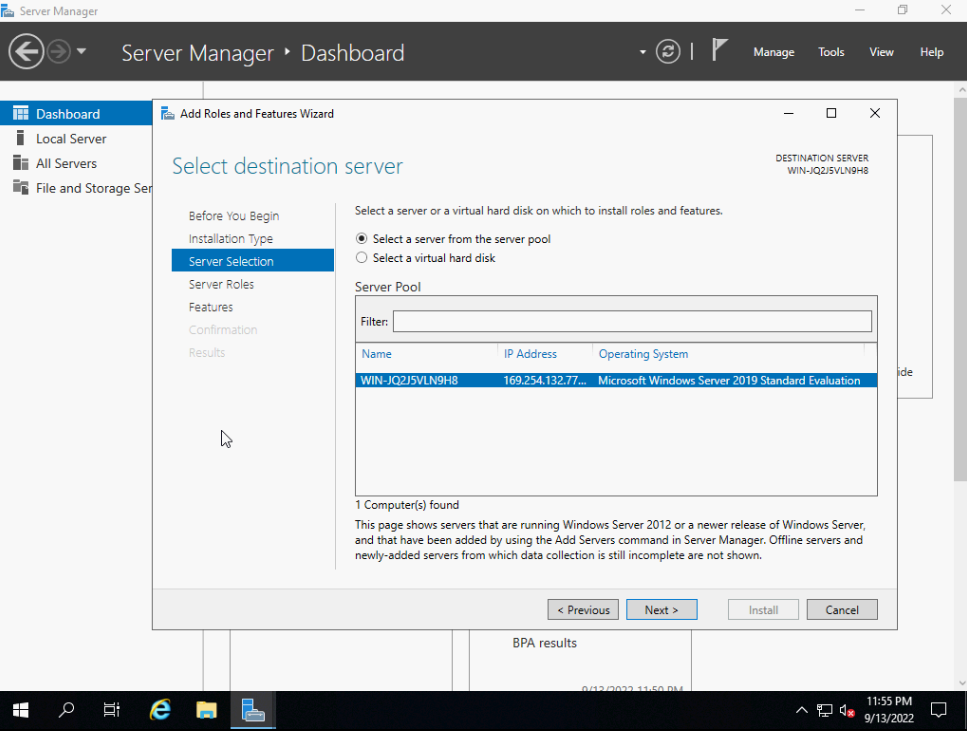 Server Manager
Server Manager • Dashboard
Manage Tools View Help
Dashboard
Local Server
All Servers
File and Storage Ser
Add Roles and Features Wizard
Select destination server
DESTINATION SERVER
WIN-JQ2J5VLN9H8
Before You Begin
Installation Type
Server Selection
Server Roles
Features
Confirmation
Results
Select a server or a virtual hard disk on which to install roles and features.
Select a server from the server pool
Select a virtual hard disk
Server Pool
Filter:
Name IP Address Operating System
WIN-JQ2J5VLN9H8 169.254.132.77... Microsoft Windows Server 2019 Standard Evaluation
1 Computer(s) found
This page shows servers that are running Windows Server 2012 or a newer release of Windows Server,
and that have been added by using the Add Servers command in Server Manager. Offline servers and
newly-added servers from which data collection is still incomplete are not shown.
< Previous Next > Install Cancel
ide
BPA results
9/13/2022 11:50 PM
11:55 PM
9/13/2022